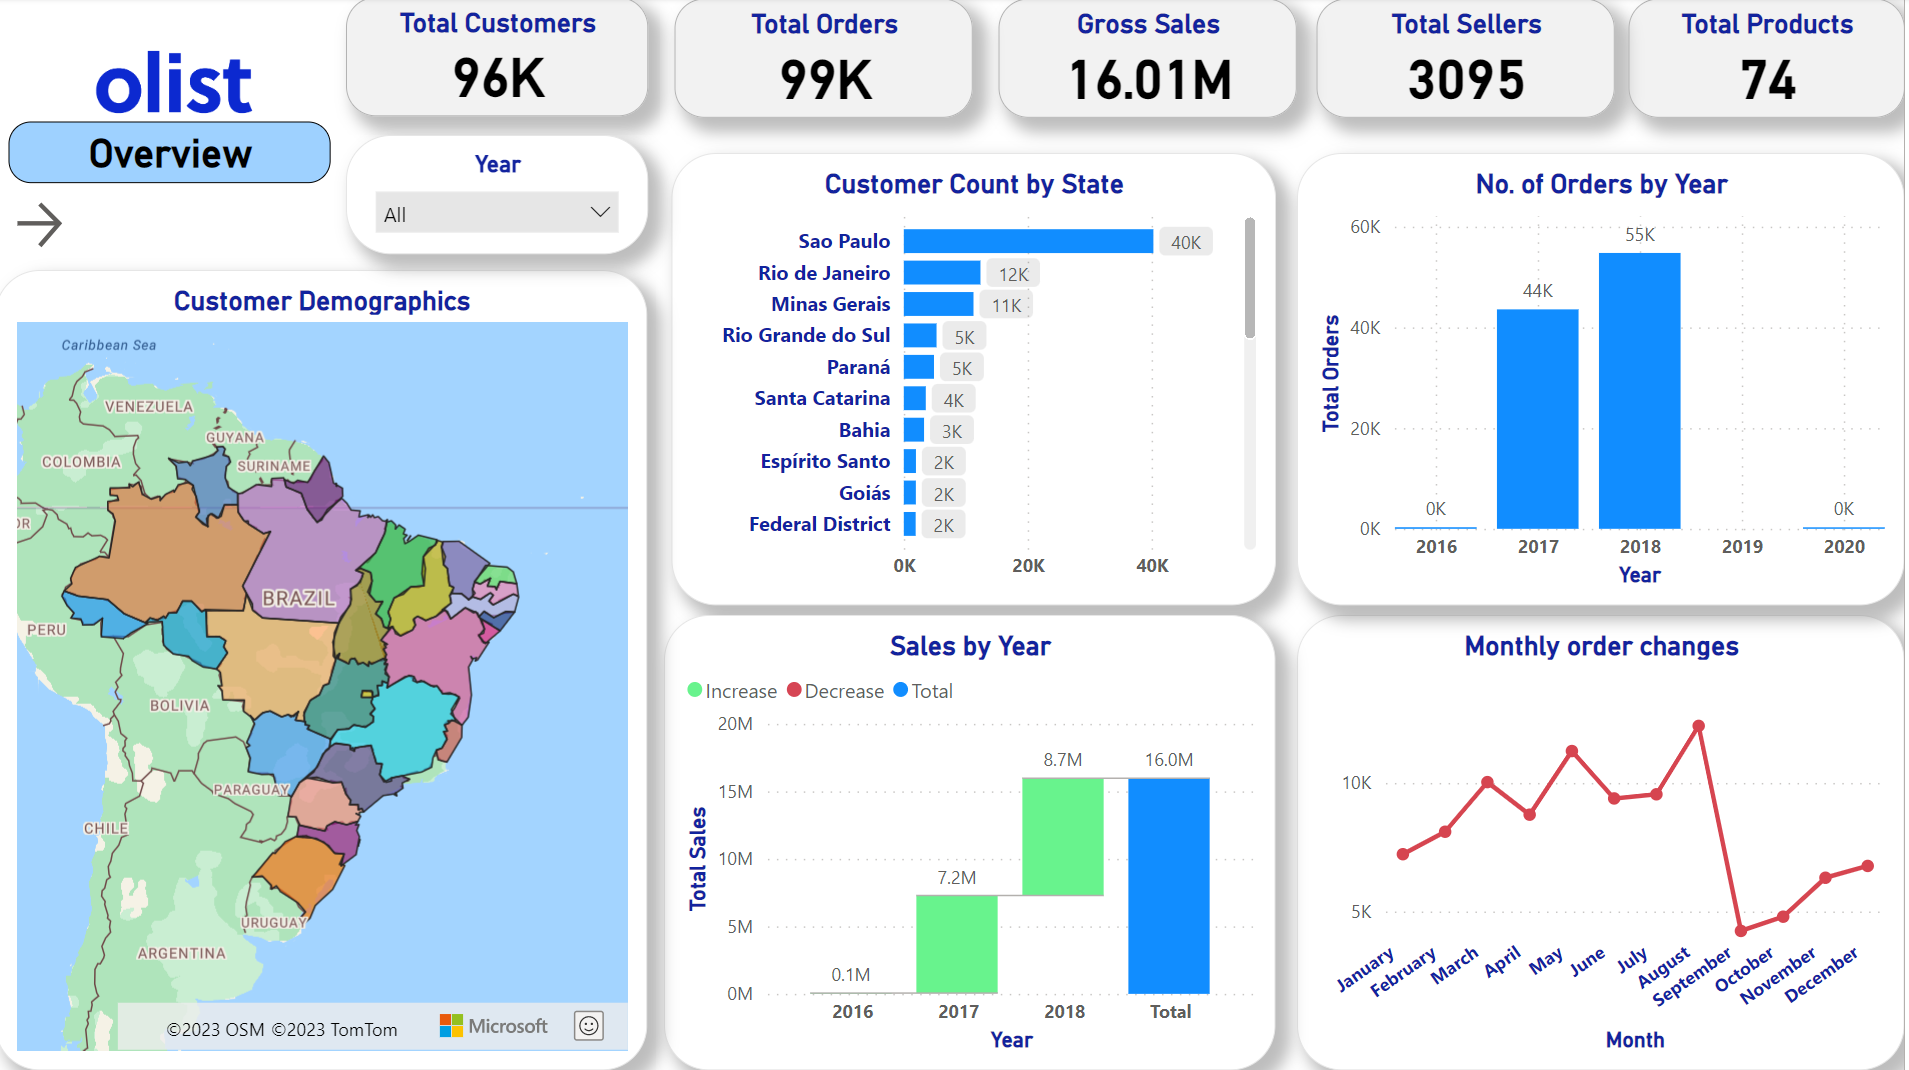 olist
Overview
Total Customers
96K
Total Orders
99K
Gross Sales
16.01M
Total Sellers
3095
Total Products
74
Year
All
Customer Demographics
Caribbean Sea
VENEZUELA
GUYANA
COLOMBIA
SURINAME
OR
BRAZIL
PERU
BOLIVIA
PARAGUAY
CHILE
URUGUAY
ARGENTINA
©2023 OSM ©2023 TomTom
Microsoft
Customer Count by State
Sao Paulo 40K
Rio de Janeiro 12K
Minas Gerais 11K
Rio Grande do Sul 5K
Paraná 5K
Santa Catarina 4K
Bahia 3K
Espírito Santo 2K
Goiás 2K
Federal District 2K
0K 20K 40K
No. of Orders by Year
Total Orders
60K
40K
20K
0K
0K 44K 55K 0K
2016 2017 2018 2019 2020
Year
Sales by Year
Increase Decrease Total
Total Sales
20M
15M
10M
5M
0M
0.1M 7.2M 8.7M 16.0M
2016 2017 2018 Total
Year
Monthly order changes
10K
5K
January February March April May June July August September October November December
Month